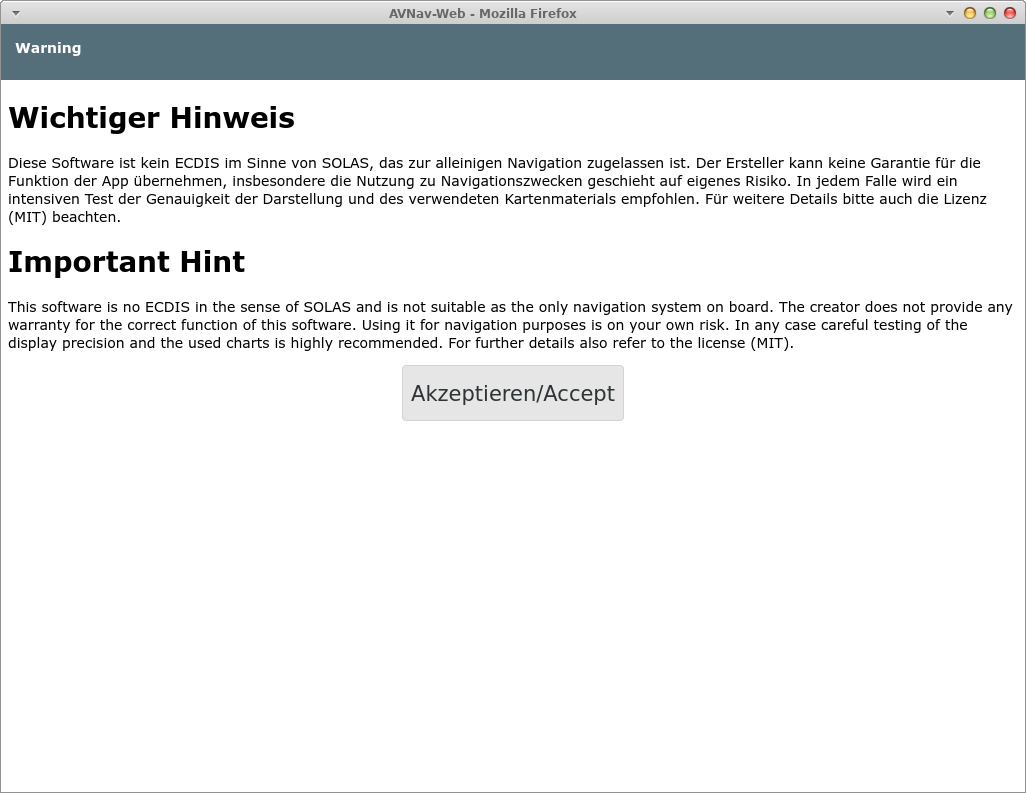 AVNav-Web - Mozilla Firefox
Warning
Wichtiger Hinweis
Diese Software ist kein ECDIS im Sinne von SOLAS, das zur alleinigen Navigation zugelassen ist. Der Ersteller kann keine Garantie für die
Funktion der App übernehmen, insbesondere die Nutzung zu Navigationszwecken geschieht auf eigenes Risiko. In jedem Falle wird ein
intensiven Test der Genauigkeit der Darstellung und des verwendeten Kartenmaterials empfohlen. Für weitere Details bitte auch die Lizenz
(MIT) beachten.
Important Hint
This software is no ECDIS in the sense of SOLAS and is not suitable as the only navigation system on board. The creator does not provide any
warranty for the correct function of this software. Using it for navigation purposes is on your own risk. In any case careful testing of the
display precision and the used charts is highly recommended. For further details also refer to the license (MIT).
Akzeptieren/Accept